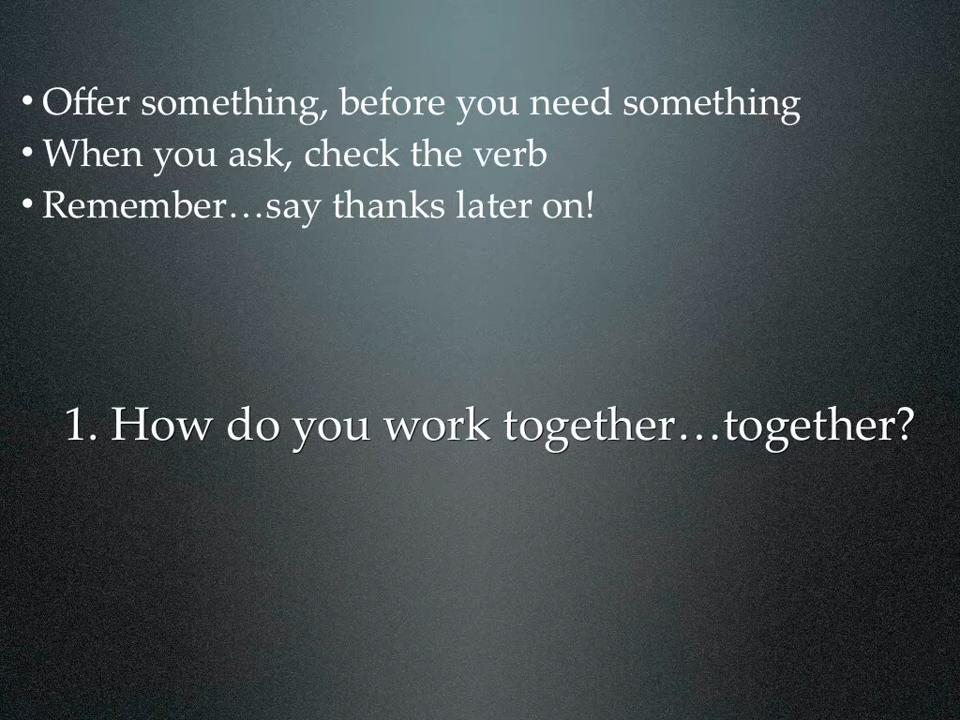 • Offer something, before you need something
• When you ask, check the verb
• Remember…say thanks later on!
1. How do you work together…together?